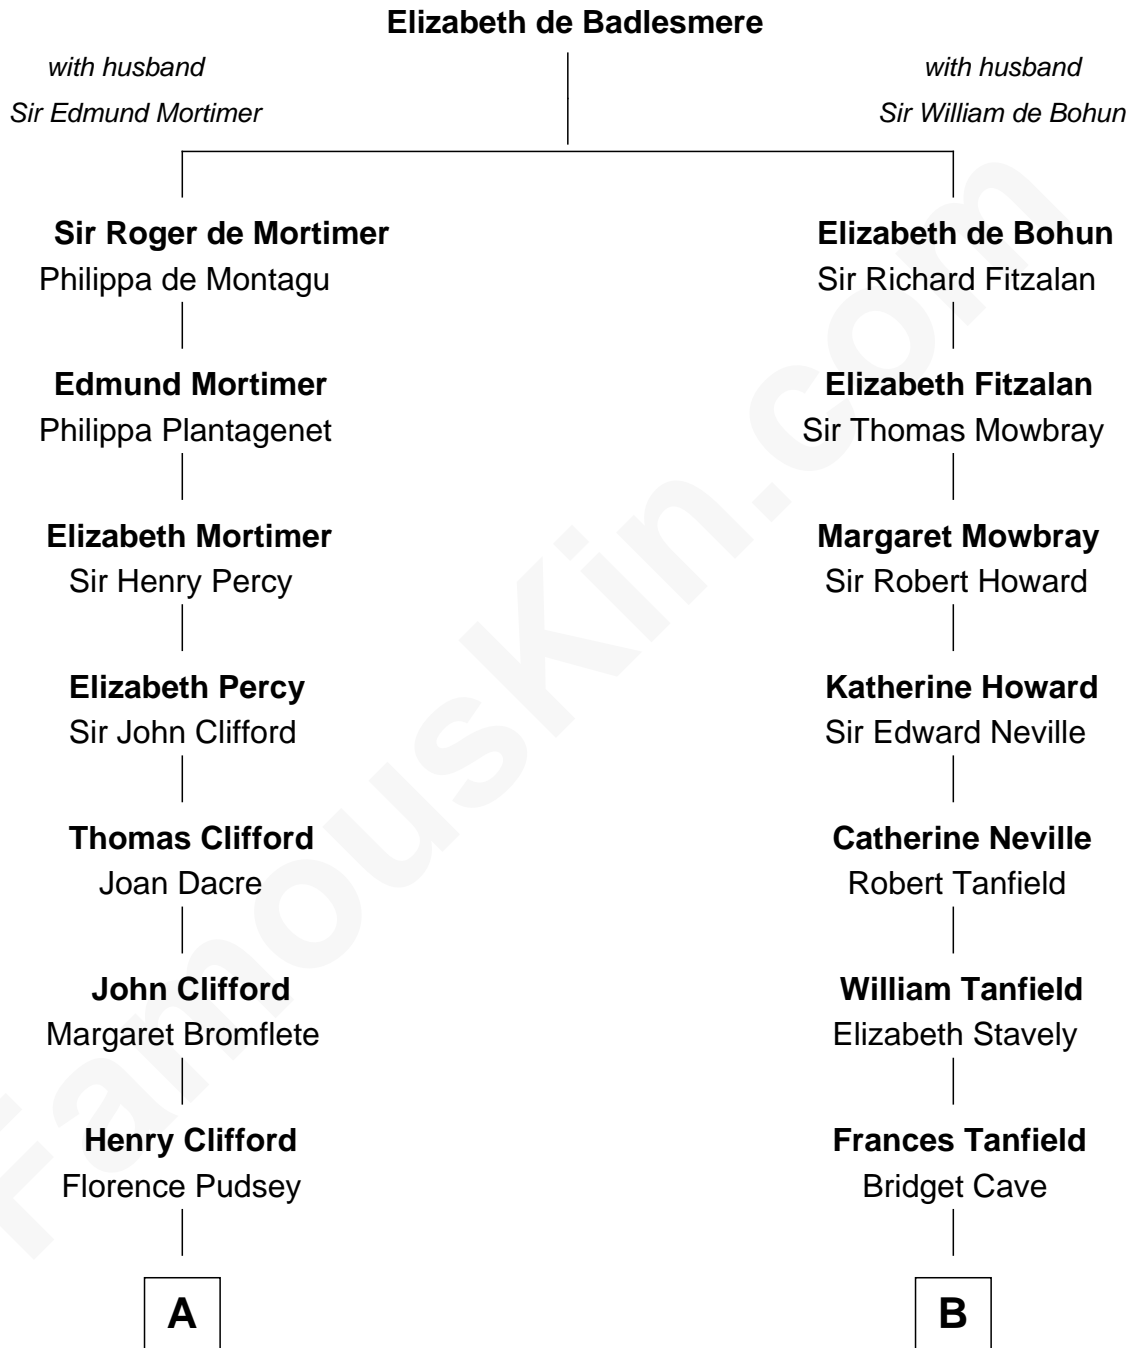 Elizabeth de Badlesmere
with husband
Sir Edmund Mortimer
with husband
Sir William de Bohun
Sir Roger de Mortimer
Philippa de Montagu
Elizabeth de Bohun
Sir Richard Fitzalan
Edmund Mortimer
Philippa Plantagenet
Elizabeth Fitzalan
Sir Thomas Mowbray
Elizabeth Mortimer
Sir Henry Percy
Margaret Mowbray
Sir Robert Howard
Elizabeth Percy
Sir John Clifford
Katherine Howard
Sir Edward Neville
Thomas Clifford
Joan Dacre
Catherine Neville
Robert Tanfield
John Clifford
Margaret Bromflete
William Tanfield
Elizabeth Stavely
Henry Clifford
Florence Pudsey
Frances Tanfield
Bridget Cave
A
B
FamousKin.com